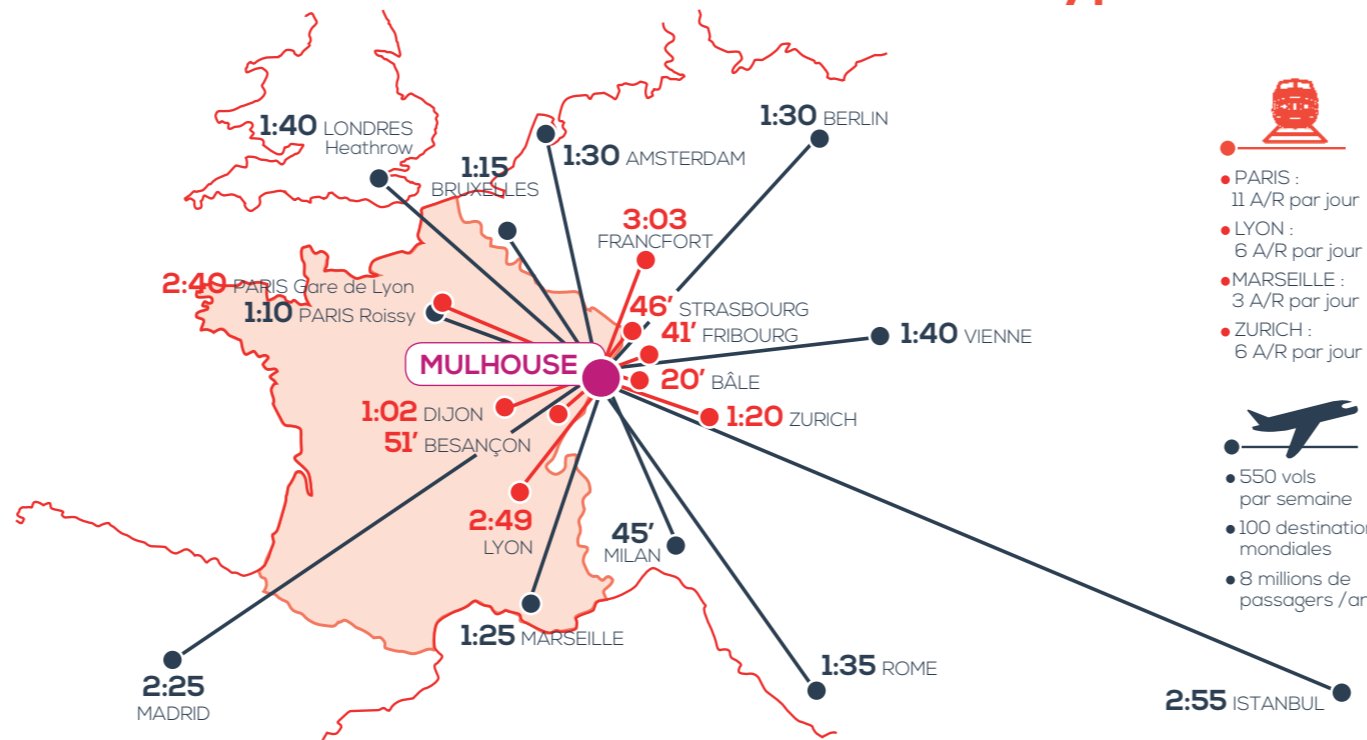 1:40 LONDRES
Heathrow
1:15
BRUXELLES
1:30 AMSTERDAM
1:30 BERLIN
3:03
FRANCFORT
2:40 PARIS Gare de Lyon
1:10 PARIS Roissy
46' STRASBOURG
41' FRIBOURG
1:40 VIENNE
MULHOUSE
20' BÂLE
1:02 DIJON
51' BESANÇON
1:20 ZURICH
2:49
LYON
45'
MILAN
1:25 MARSEILLE
1:35 ROME
2:25
MADRID
2:55 ISTANBUL
PARIS :
11 A/R par jour
LYON :
6 A/R par jour
MARSEILLE :
3 A/R par jour
ZURICH :
6 A/R par jour
550 vols
par semaine
100 destination
mondiales
8 millions de
passagers /an